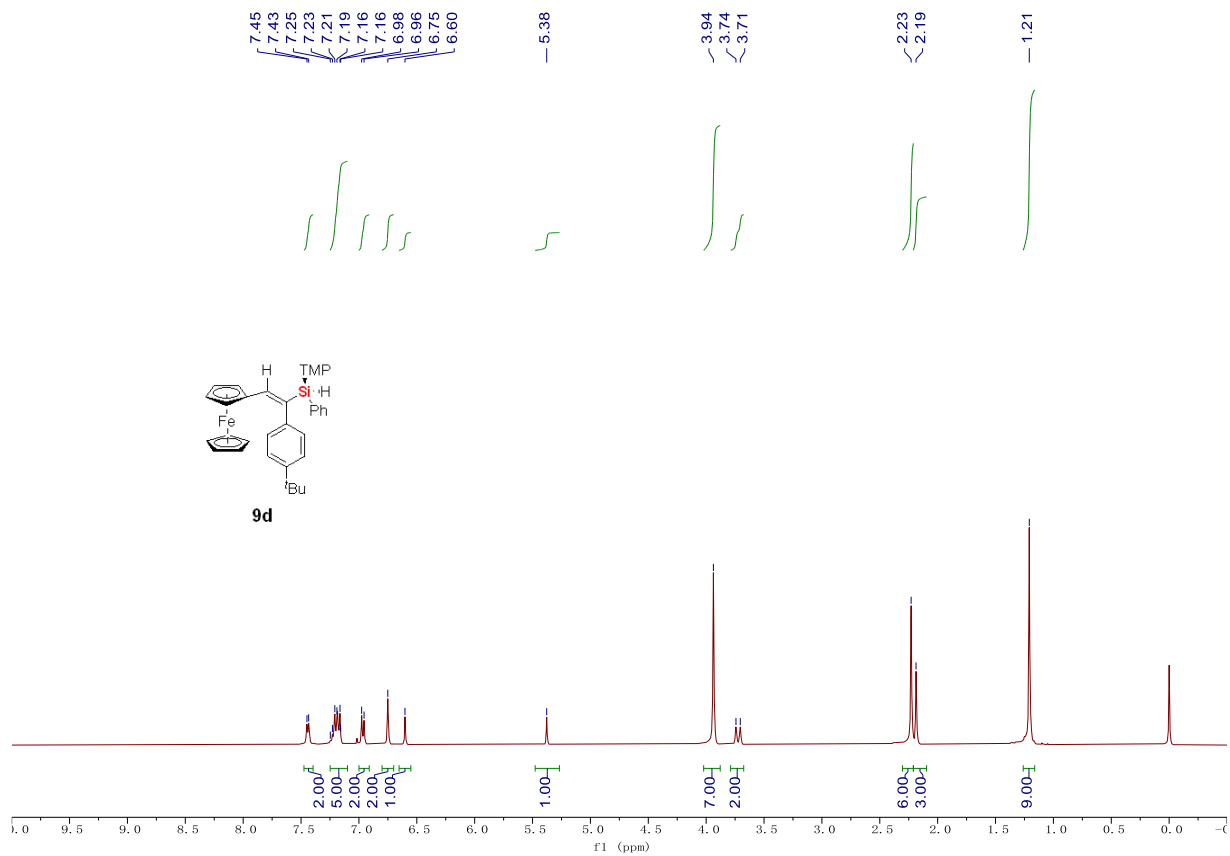 7.45 7.43 7.25 7.23 7.21 7.19 7.16 7.16 6.98 6.96 6.75 6.60 5.38 3.94 3.74 3.71 2.23 2.19 1.21
H
TMP
Si
H
Ph
Fe
tBu
9d
2.00 5.00 2.00 2.00 1.00 1.00 7.00 2.00 6.00 3.00 9.00
9.5 9.0 8.5 8.0 7.5 7.0 6.5 6.0 5.5 5.0 4.5 4.0 3.5 3.0 2.5 2.0 1.5 1.0 0.5 0.0
f1 (ppm)